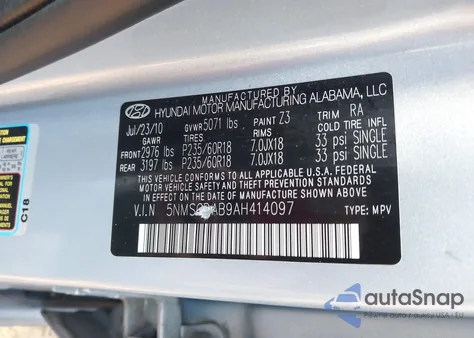 MANUFACTURED BY
HYUNDAI MOTOR MANUFACTURING ALABAMA, LLC
Jul/23/10 GVWR 5071 lbs PAINT Z3 TRIM RA
GAWR TIRES RIMS COLD TIRE INF.
FRONT 2976 lbs P235/60R18 7.0JX18 33 psi SINGLE
REAR 3197 lbs P235/60R18 7.0JX18 33 psi SINGLE
THIS VEHICLE CONFORMS TO ALL APPLICABLE U.S.A. FEDERAL
MOTOR VEHICLE SAFETY AND THEFT PREVENTION STANDARDS
IN EFFECT ON THE DATE OF MANUFACTURE SHOWN ABOVE.
V.I.N 5NMS AB9AH414097 TYPE: MPV
C18
autoSnap